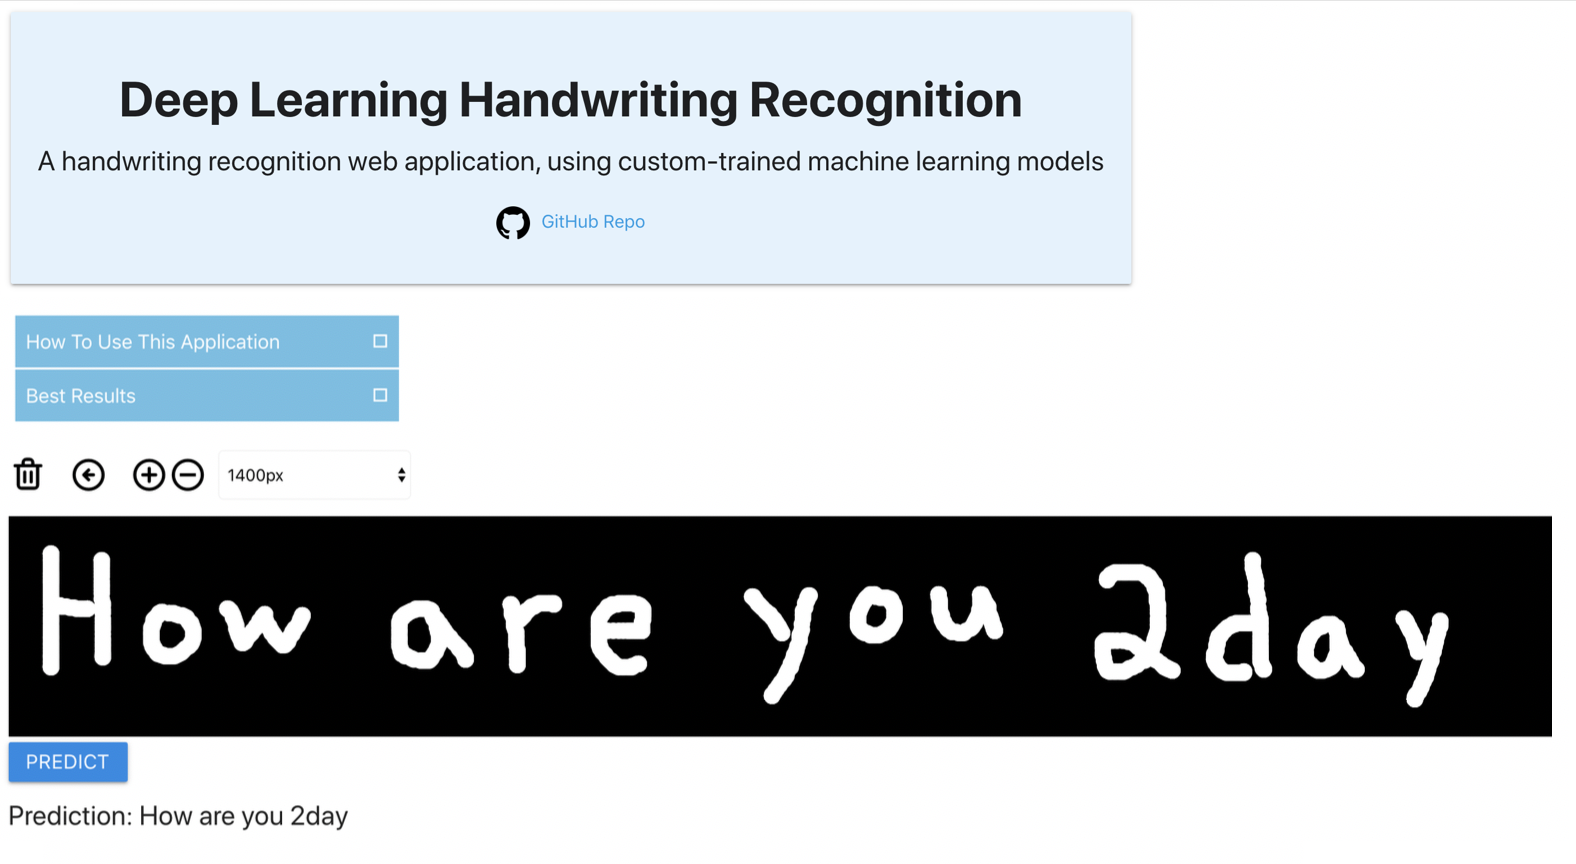 Deep Learning Handwriting Recognition
A handwriting recognition web application, using custom-trained machine learning models
GitHub Repo
How To Use This Application
Best Results
1400px
How are you 2day
PREDICT
Prediction: How are you 2day